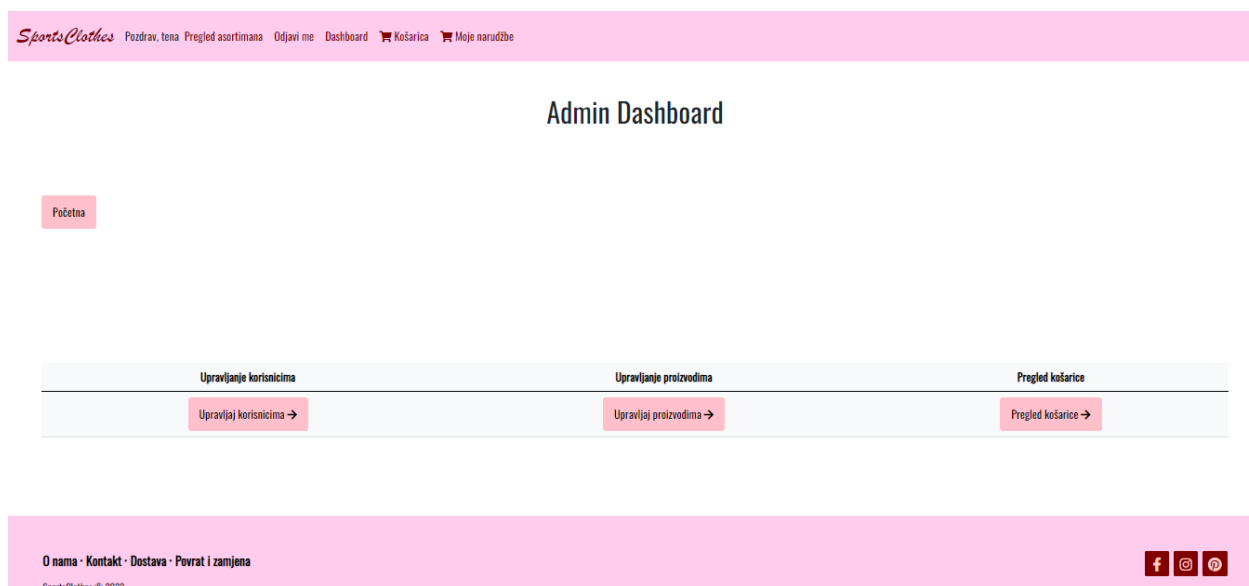 SportsClothes Pozdrav, tena Pregled asortimana Odjavi me Dashboard Košarica Moje narudžbe
Admin Dashboard
Početna
Upravljanje korisnicima Upravljanje proizvodima Pregled košarice
Upravljaj korisnicima → Upravljaj proizvodima → Pregled košarice →
O nama · Kontakt · Dostava · Povrat i zamjena